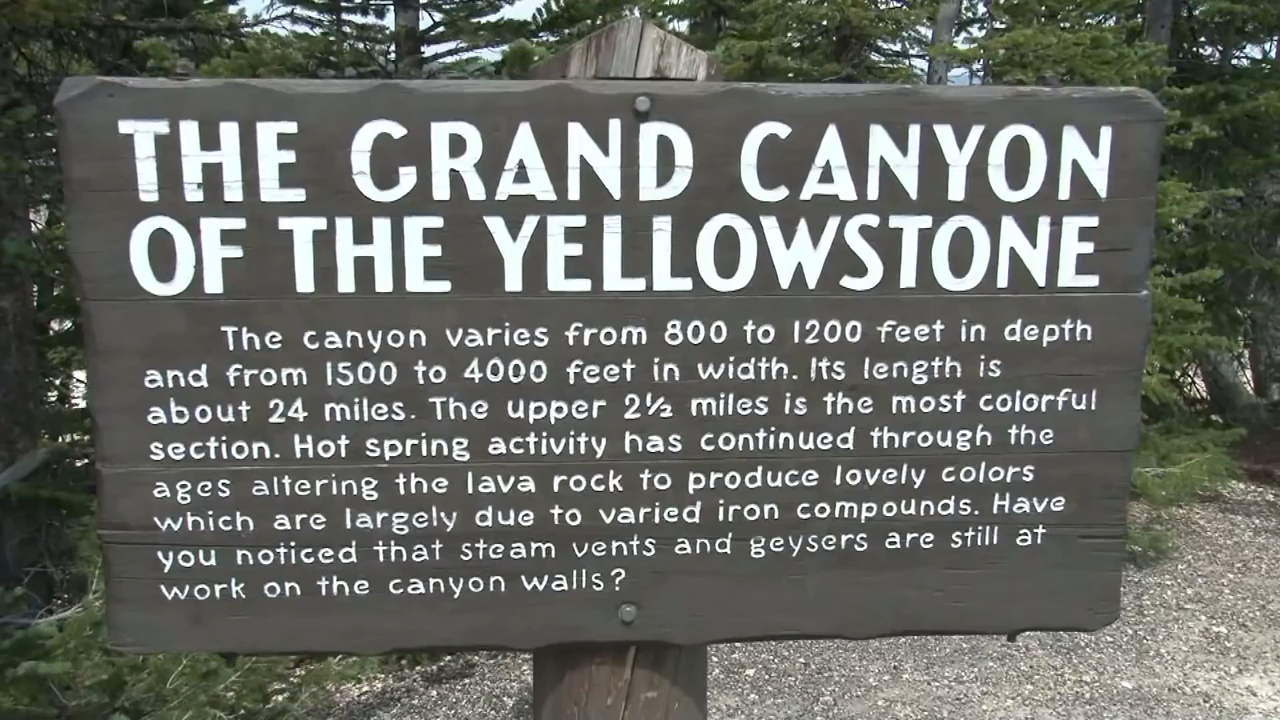 THE GRAND CANYON
OF THE YELLOWSTONE
The canyon varies from 800 to 1200 feet in depth
and from 1500 to 4000 feet in width. Its length is
about 24 miles. The upper 2½ miles is the most colorful
section. Hot spring activity has continued through the
ages altering the lava rock to produce lovely colors
which are largely due to varied iron compounds. Have
you noticed that steam vents and geysers are still at
work on the canyon walls?